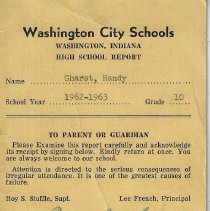 Washington City Schools
WASHINGTON, INDIANA
HIGH SCHOOL REPORT
Name Gharst, Randy
School Year 1962-1963 Grade 10
TO PARENT OR GUARDIAN
Please Examine this report carefully and acknowledge
its receipt by signing below. Kindly return at once. You
are always welcome to our school.
Attention is directed to the serious consequences of
irregular attendance. It is one of the greatest causes of
failure.
Roy S. Stuffle, Supt. Lee French, Principal